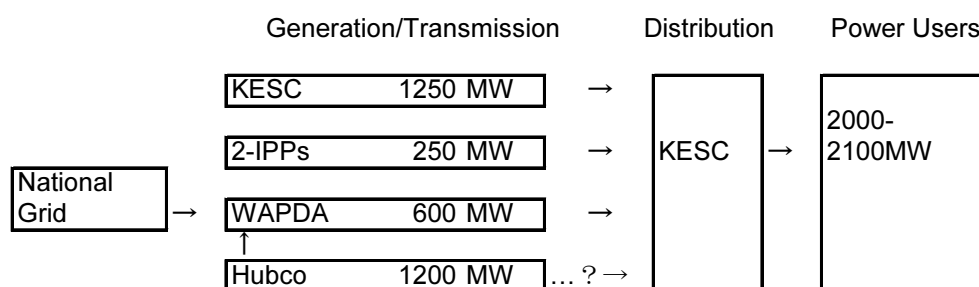 Generation/Transmission Distribution Power Users
KESC 1250 MW →
2000-
2-IPPs 250 MW → KESC → 2100MW
National
Grid → WAPDA 600 MW →
↑
Hubco 1200 MW …？→